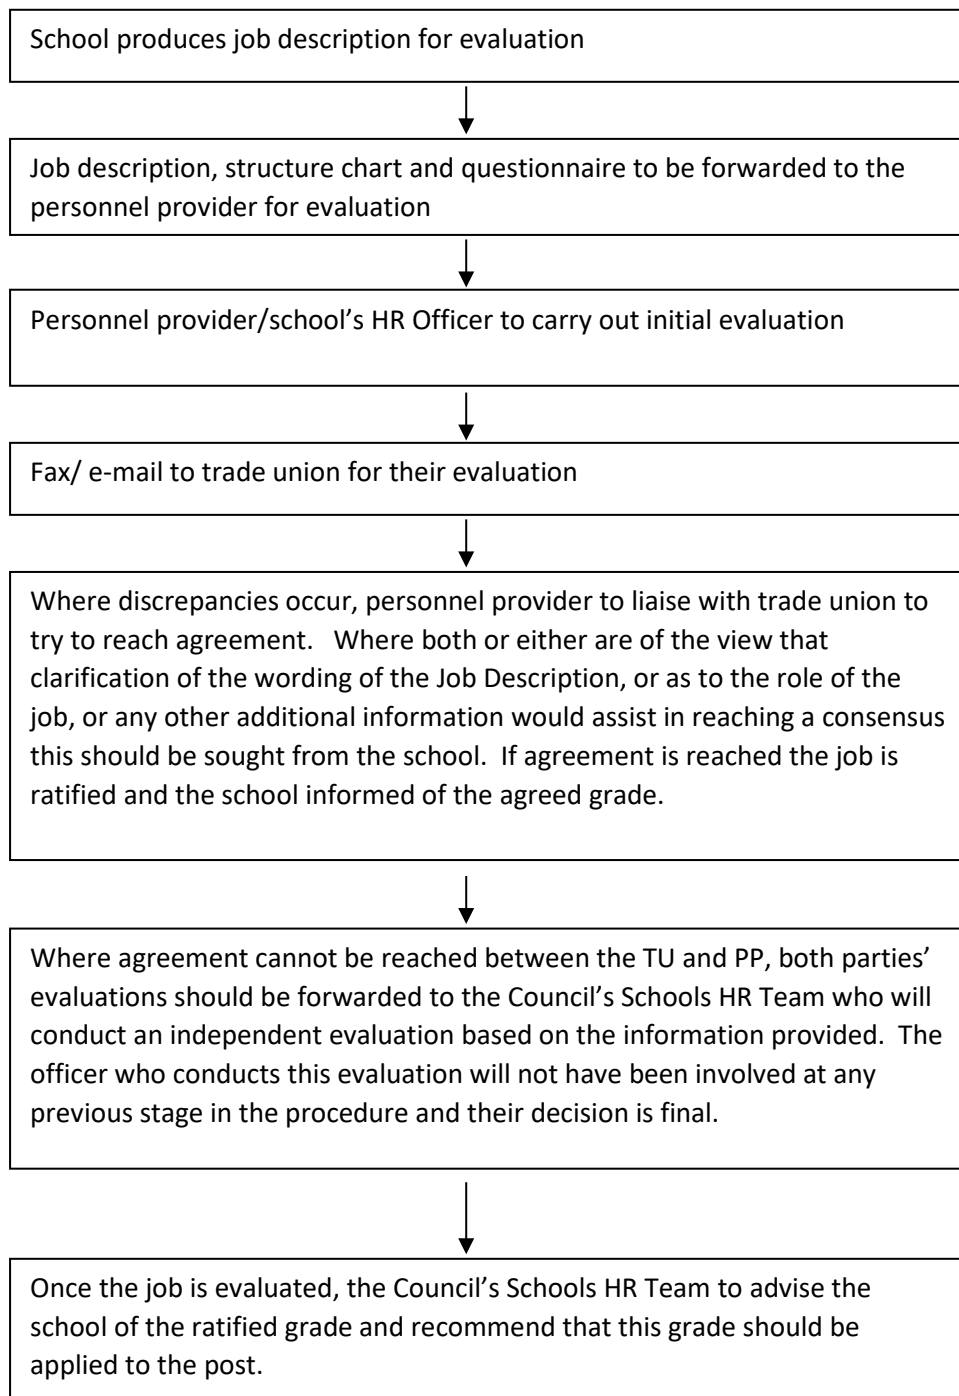 School produces job description for evaluation
Job description, structure chart and questionnaire to be forwarded to the
personnel provider for evaluation
Personnel provider/school’s HR Officer to carry out initial evaluation
Fax/ e-mail to trade union for their evaluation
Where discrepancies occur, personnel provider to liaise with trade union to
try to reach agreement.   Where both or either are of the view that
clarification of the wording of the Job Description, or as to the role of the
job, or any other additional information would assist in reaching a consensus
this should be sought from the school.  If agreement is reached the job is
ratified and the school informed of the agreed grade.
Where agreement cannot be reached between the TU and PP, both parties’
evaluations should be forwarded to the Council’s Schools HR Team who will
conduct an independent evaluation based on the information provided.  The
officer who conducts this evaluation will not have been involved at any
previous stage in the procedure and their decision is final.
Once the job is evaluated, the Council’s Schools HR Team to advise the
school of the ratified grade and recommend that this grade should be
applied to the post.